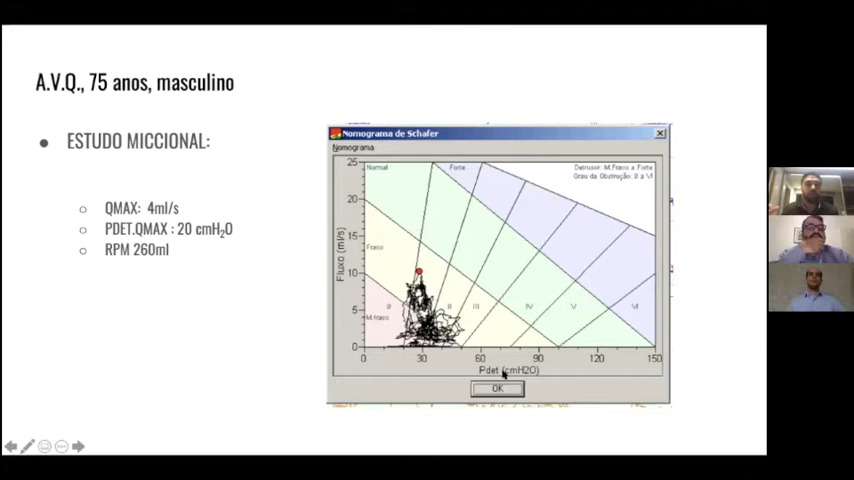 A.V.Q., 75 anos, masculino
ESTUDO MICCIONAL:
QMAX: 4ml/s
PDET.QMAX : 20 cmH2O
RPM 260ml
Nomograma de Schafer
Nomograma
Normal
Forte
Detrusor: M.Fraco a Forte
Grau da Obstrução: 0 a VI
Fraco
M.fraco
II
III
IV
V
VI
Fluxo (ml/s)
25
20
15
10
5
0
0 30 60 90 120 150
Pdet (cmH2O)
OK